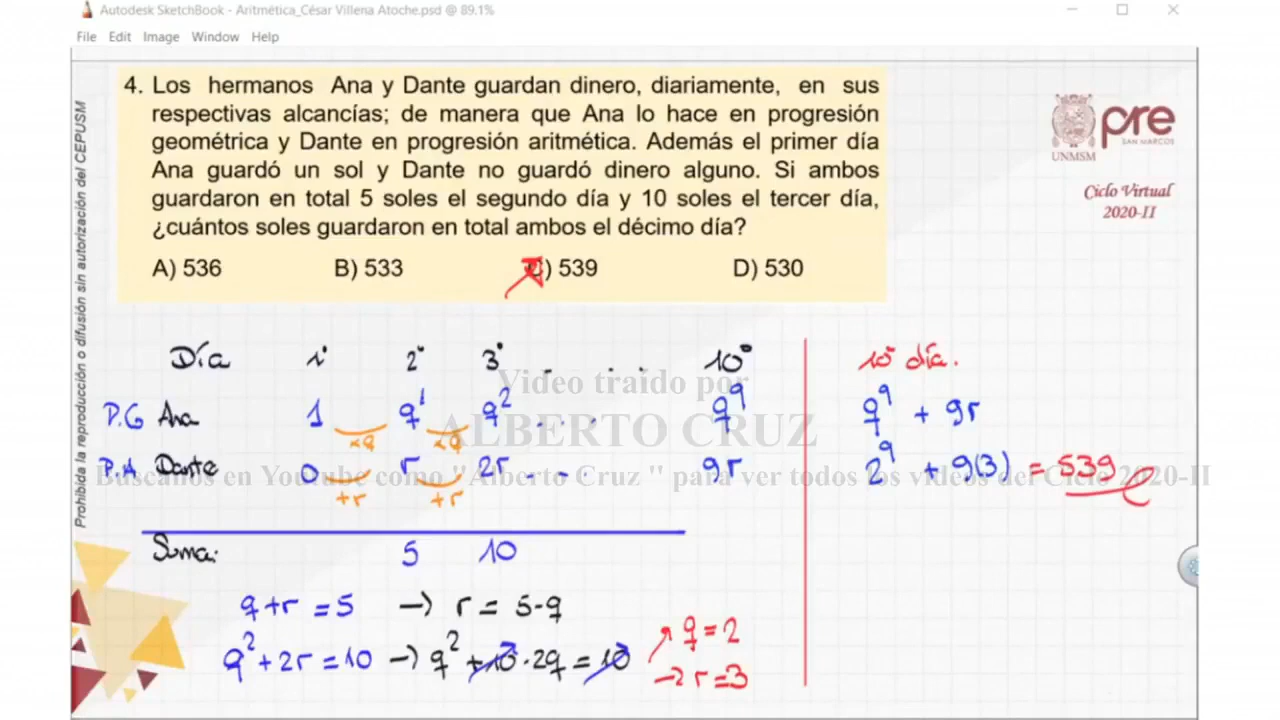 Autodesk SketchBook - Aritmética_César Villena Atoche.psd @ 89.1%
File Edit Image Window Help
Prohibida la reproducción o difusión sin autorización del CEPUSM
4. Los hermanos Ana y Dante guardan dinero, diariamente, en sus
respectivas alcancías; de manera que Ana lo hace en progresión
geométrica y Dante en progresión aritmética. Además el primer día
Ana guardó un sol y Dante no guardó dinero alguno. Si ambos
guardaron en total 5 soles el segundo día y 10 soles el tercer día,
¿cuántos soles guardaron en total ambos el décimo día?
A) 536 B) 533 C) 539 D) 530
pre
SAN MARCOS
UNMSM
Ciclo Virtual
2020-II
Día 1° 2° 3° . . . 10°
P.G Ana 1 q¹ q² .... q⁹
xq xq
P.A Dante 0 r 2r .... 9r
+r +r
Suma: 5 10
q+r = 5 → r = 5-q
q²+2r = 10 → q²+10-2q = 10
q = 2
→ r = 3
10° día.
q⁹ + 9r
2⁹ + 9(3) = 539
Video traído por
ALBERTO CRUZ
Buscanos en Youtube como "Alberto Cruz " para ver todos los videos del Ciclo 2020-II